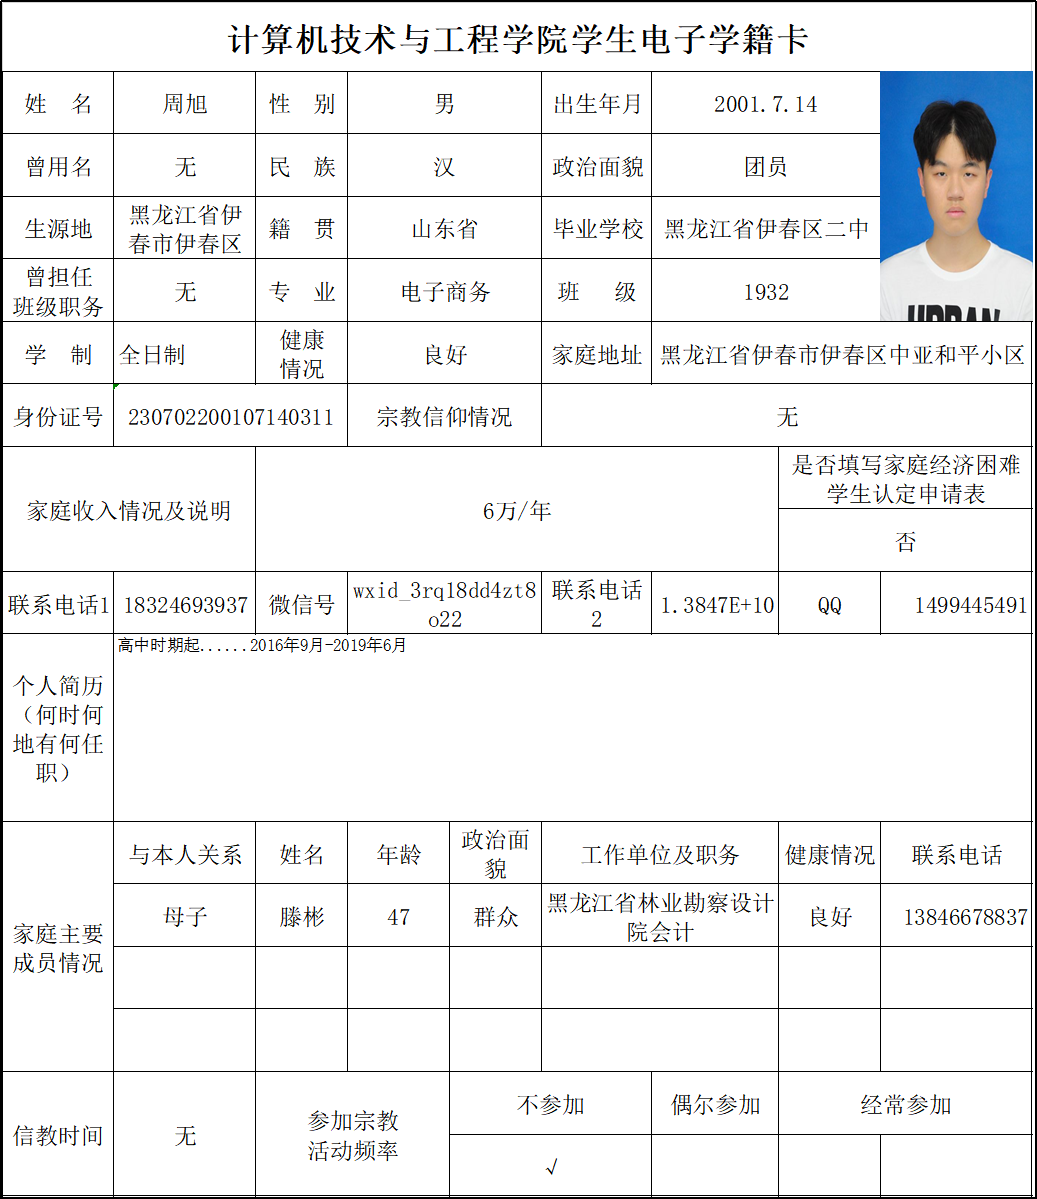 计算机技术与工程学院学生电子学籍卡
姓 名 周旭 性 别 男 出生年月 2001.7.14
曾用名 无 民 族 汉 政治面貌 团员
生源地 黑龙江省伊
春市伊春区 籍 贯 山东省 毕业学校 黑龙江省伊春区二中
曾担任
班级职务 无 专 业 电子商务 班 级 1932
URBAN
学 制 全日制 健康
情况 良好 家庭地址 黑龙江省伊春市伊春区中亚和平小区
身份证号 230702200107140311 宗教信仰情况 无
家庭收入情况及说明 6万/年 是否填写家庭经济困难
学生认定申请表
否
联系电话1 18324693937 微信号 wxid_3rq18dd4zt8
o22 联系电话
2 1.3847E+10 QQ 1499445491
个人简历
（何时何
地有何任
职） 高中时期起......2016年9月-2019年6月
家庭主要
成员情况 与本人关系 姓名 年龄 政治面
貌 工作单位及职务 健康情况 联系电话
母子 滕彬 47 群众 黑龙江省林业勘察设计
院会计 良好 13846678837
信教时间 无 参加宗教
活动频率 不参加 偶尔参加 经常参加
√